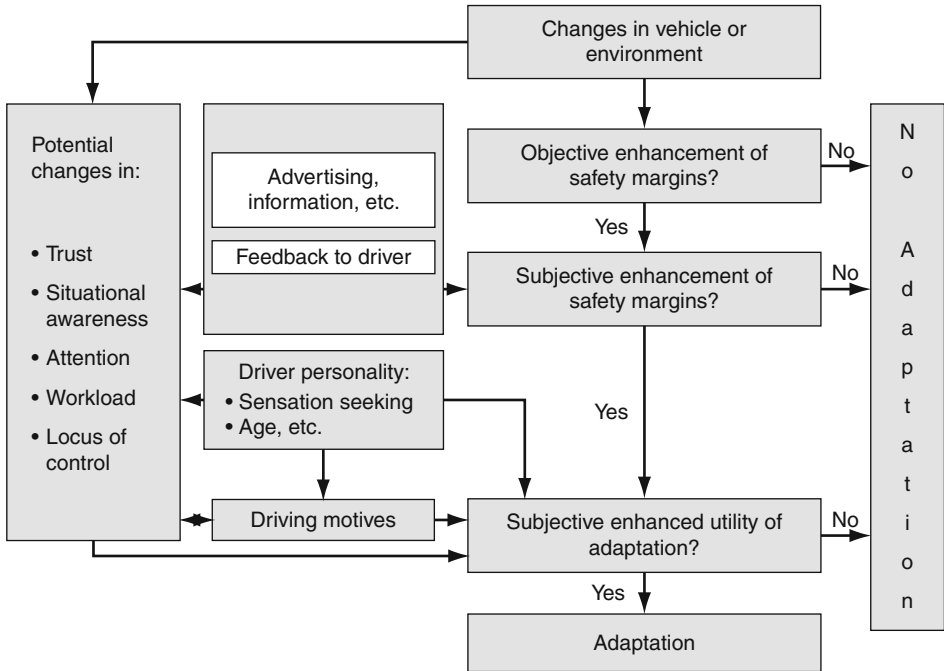 Changes in vehicle or
environment
Potential
changes in:
• Trust
• Situational
awareness
• Attention
• Workload
• Locus of
control
Advertising,
information, etc.
Feedback to driver
Objective enhancement of
safety margins?
No
Yes
Subjective enhancement of
safety margins?
No
Driver personality:
• Sensation seeking
• Age, etc.
Yes
Driving motives
Subjective enhanced utility of
adaptation?
No
Yes
Adaptation
No Adaptation